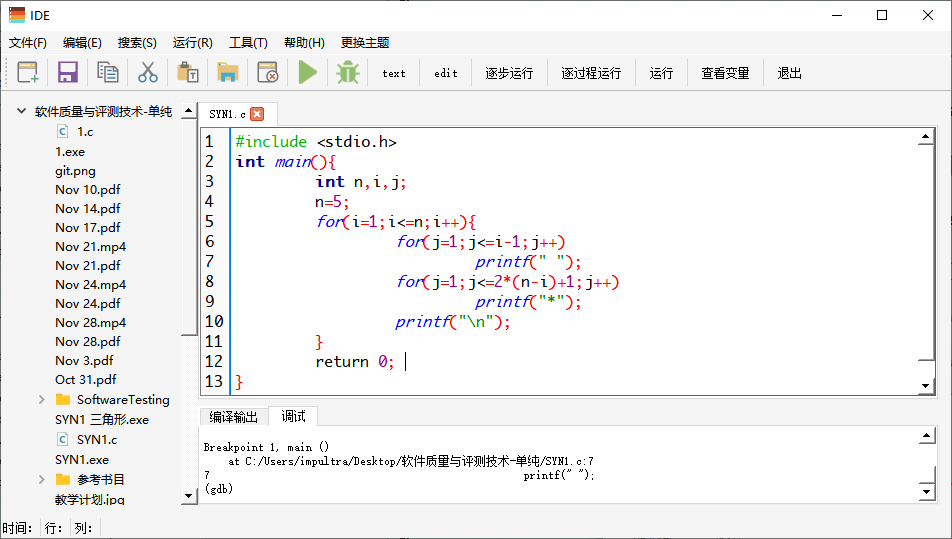 IDE
文件(F) 编辑(E) 搜索(S) 运行(R) 工具(T) 帮助(H) 更换主题
text edit 逐步运行 逐过程运行 运行 查看变量 退出
软件质量与评测技术-单纯
1.c
1.exe
git.png
Nov 10.pdf
Nov 14.pdf
Nov 17.pdf
Nov 21.mp4
Nov 21.pdf
Nov 24.mp4
Nov 24.pdf
Nov 28.mp4
Nov 28.pdf
Nov 3.pdf
Oct 31.pdf
SoftwareTesting
SYN1 三角形.exe
SYN1.c
SYN1.exe
参考书目
教学计划.jpg
SYN1.c
1 #include <stdio.h>
2 int main(){
3 int n,i,j;
4 n=5;
5 for(i=1;i<=n;i++){
6 for(j=1;j<=i-1;j++)
7 printf(" ");
8 for(j=1;j<=2*(n-i)+1;j++)
9 printf("*");
10 printf("\n");
11 }
12 return 0;
13 }
编译输出 调试
Breakpoint 1, main ()
at C:/Users/impultra/Desktop/软件质量与评测技术-单纯/SYN1.c:7
7 printf(" ");
(gdb)
时间: 行: 列: